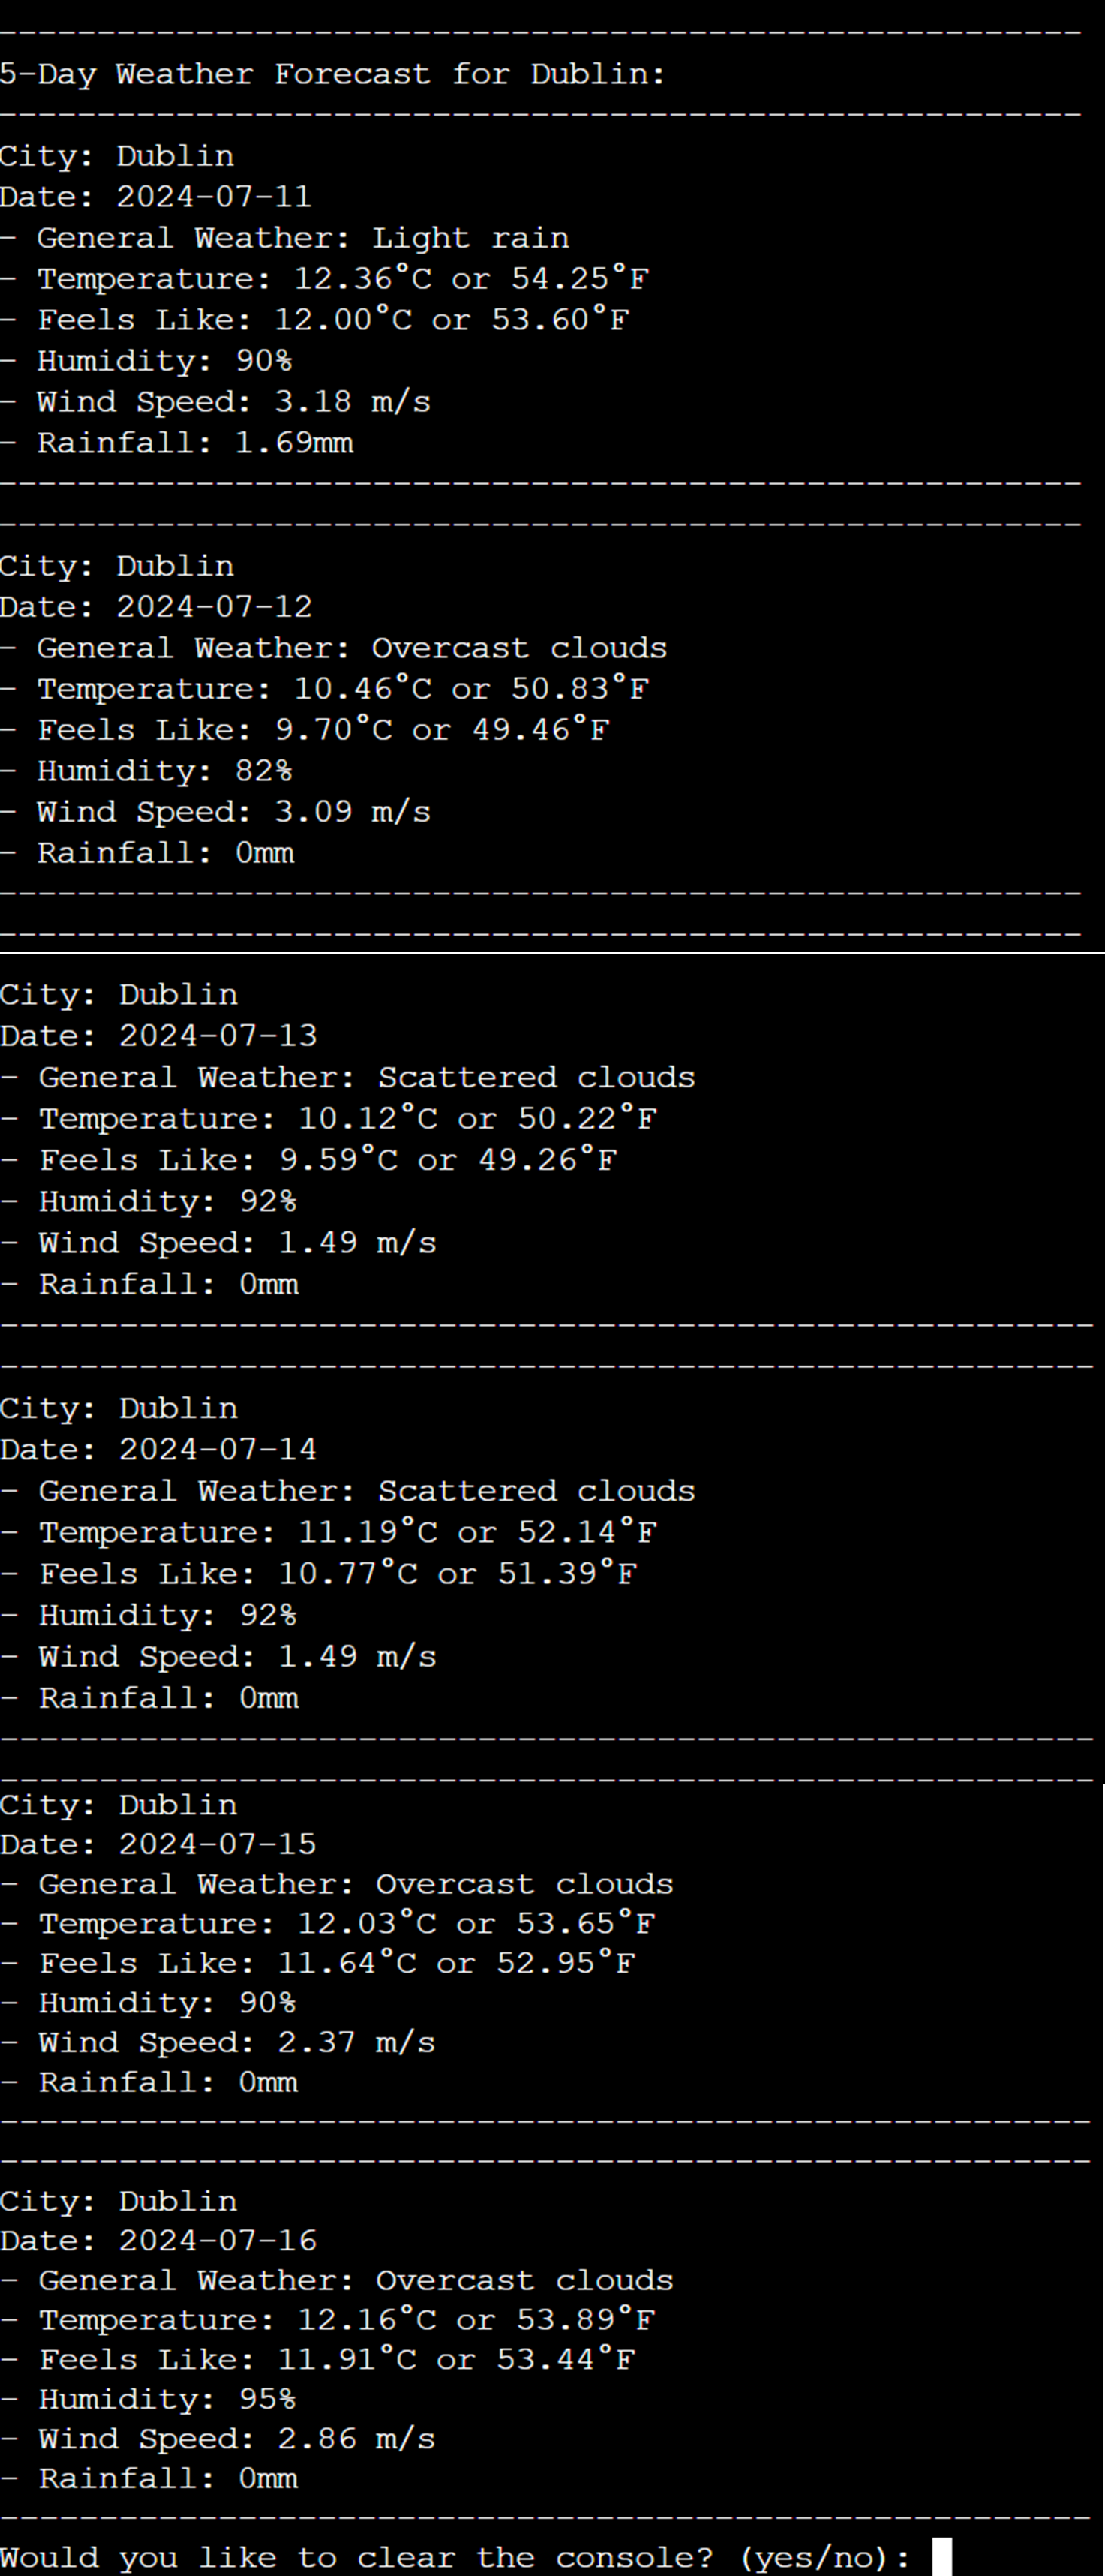 -------------------------------------------------------
5-Day Weather Forecast for Dublin:
-------------------------------------------------------
City: Dublin
Date: 2024-07-11
- General Weather: Light rain
- Temperature: 12.36°C or 54.25°F
- Feels Like: 12.00°C or 53.60°F
- Humidity: 90%
- Wind Speed: 3.18 m/s
- Rainfall: 1.69mm
-------------------------------------------------------
-------------------------------------------------------
City: Dublin
Date: 2024-07-12
- General Weather: Overcast clouds
- Temperature: 10.46°C or 50.83°F
- Feels Like: 9.70°C or 49.46°F
- Humidity: 82%
- Wind Speed: 3.09 m/s
- Rainfall: 0mm
-------------------------------------------------------
-------------------------------------------------------
City: Dublin
Date: 2024-07-13
- General Weather: Scattered clouds
- Temperature: 10.12°C or 50.22°F
- Feels Like: 9.59°C or 49.26°F
- Humidity: 92%
- Wind Speed: 1.49 m/s
- Rainfall: 0mm
-------------------------------------------------------
-------------------------------------------------------
City: Dublin
Date: 2024-07-14
- General Weather: Scattered clouds
- Temperature: 11.19°C or 52.14°F
- Feels Like: 10.77°C or 51.39°F
- Humidity: 92%
- Wind Speed: 1.49 m/s
- Rainfall: 0mm
-------------------------------------------------------
-------------------------------------------------------
City: Dublin
Date: 2024-07-15
- General Weather: Overcast clouds
- Temperature: 12.03°C or 53.65°F
- Feels Like: 11.64°C or 52.95°F
- Humidity: 90%
- Wind Speed: 2.37 m/s
- Rainfall: 0mm
-------------------------------------------------------
-------------------------------------------------------
City: Dublin
Date: 2024-07-16
- General Weather: Overcast clouds
- Temperature: 12.16°C or 53.89°F
- Feels Like: 11.91°C or 53.44°F
- Humidity: 95%
- Wind Speed: 2.86 m/s
- Rainfall: 0mm
-------------------------------------------------------
Would you like to clear the console? (yes/no):